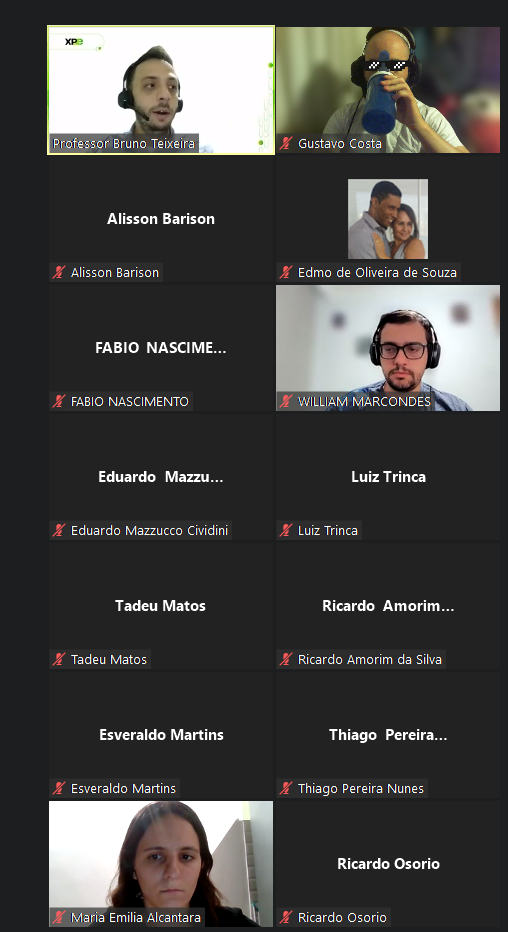 XPe
Professor Bruno Teixeira
Gustavo Costa
Alisson Barison
Alisson Barison
Edmo de Oliveira de Souza
FABIO NASCIME...
FABIO NASCIMENTO
WILLIAM MARCONDES
Eduardo Mazzu...
Eduardo Mazzucco Cividini
Luiz Trinca
Luiz Trinca
Tadeu Matos
Tadeu Matos
Ricardo Amorim...
Ricardo Amorim da Silva
Esveraldo Martins
Esveraldo Martins
Thiago Pereira...
Thiago Pereira Nunes
Maria Emilia Alcantara
Ricardo Osorio
Ricardo Osorio